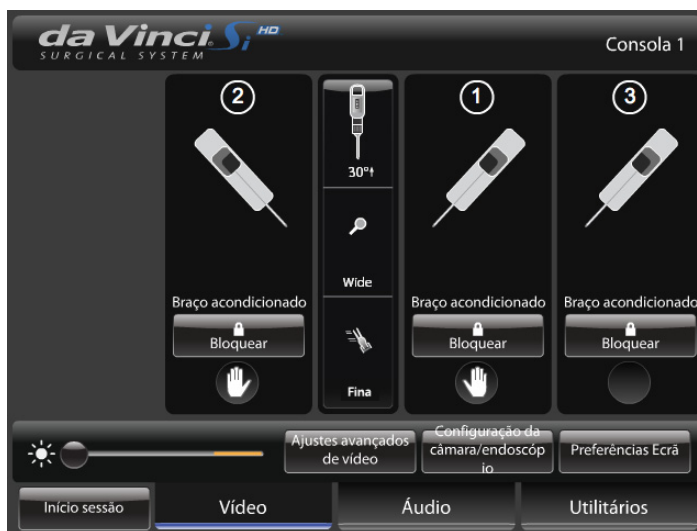 da Vinci Si HD
SURGICAL SYSTEM
Consola 1
2
1
3
30°
Wide
Fina
Braço acondicionado
Bloquear
Braço acondicionado
Bloquear
Braço acondicionado
Bloquear
Ajustes avançados
de vídeo
Configuração da
câmara/endoscóp
io
Preferências Ecrã
Início sessão
Vídeo
Áudio
Utilitários